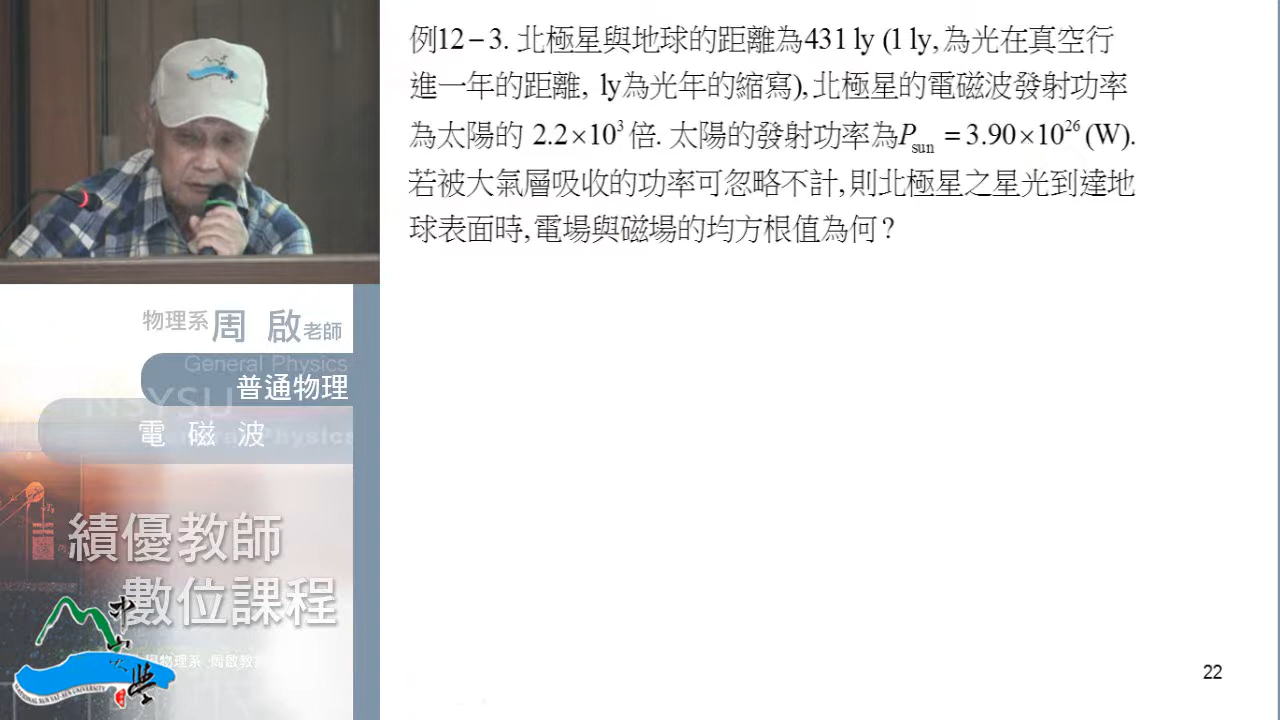 例12－3. 北極星與地球的距離為431 ly (1 ly, 為光在真空行
進一年的距離, ly為光年的縮寫), 北極星的電磁波發射功率
為太陽的 2.2×10³ 倍. 太陽的發射功率為P_sun = 3.90×10²⁶ (W).
若被大氣層吸收的功率可忽略不計, 則北極星之星光到達地
球表面時, 電場與磁場的均方根值為何？
物理系 周 啟 老師
General Physics
普通物理
NSYSU
電 磁 波
績優教師
數位課程
中山大學
22